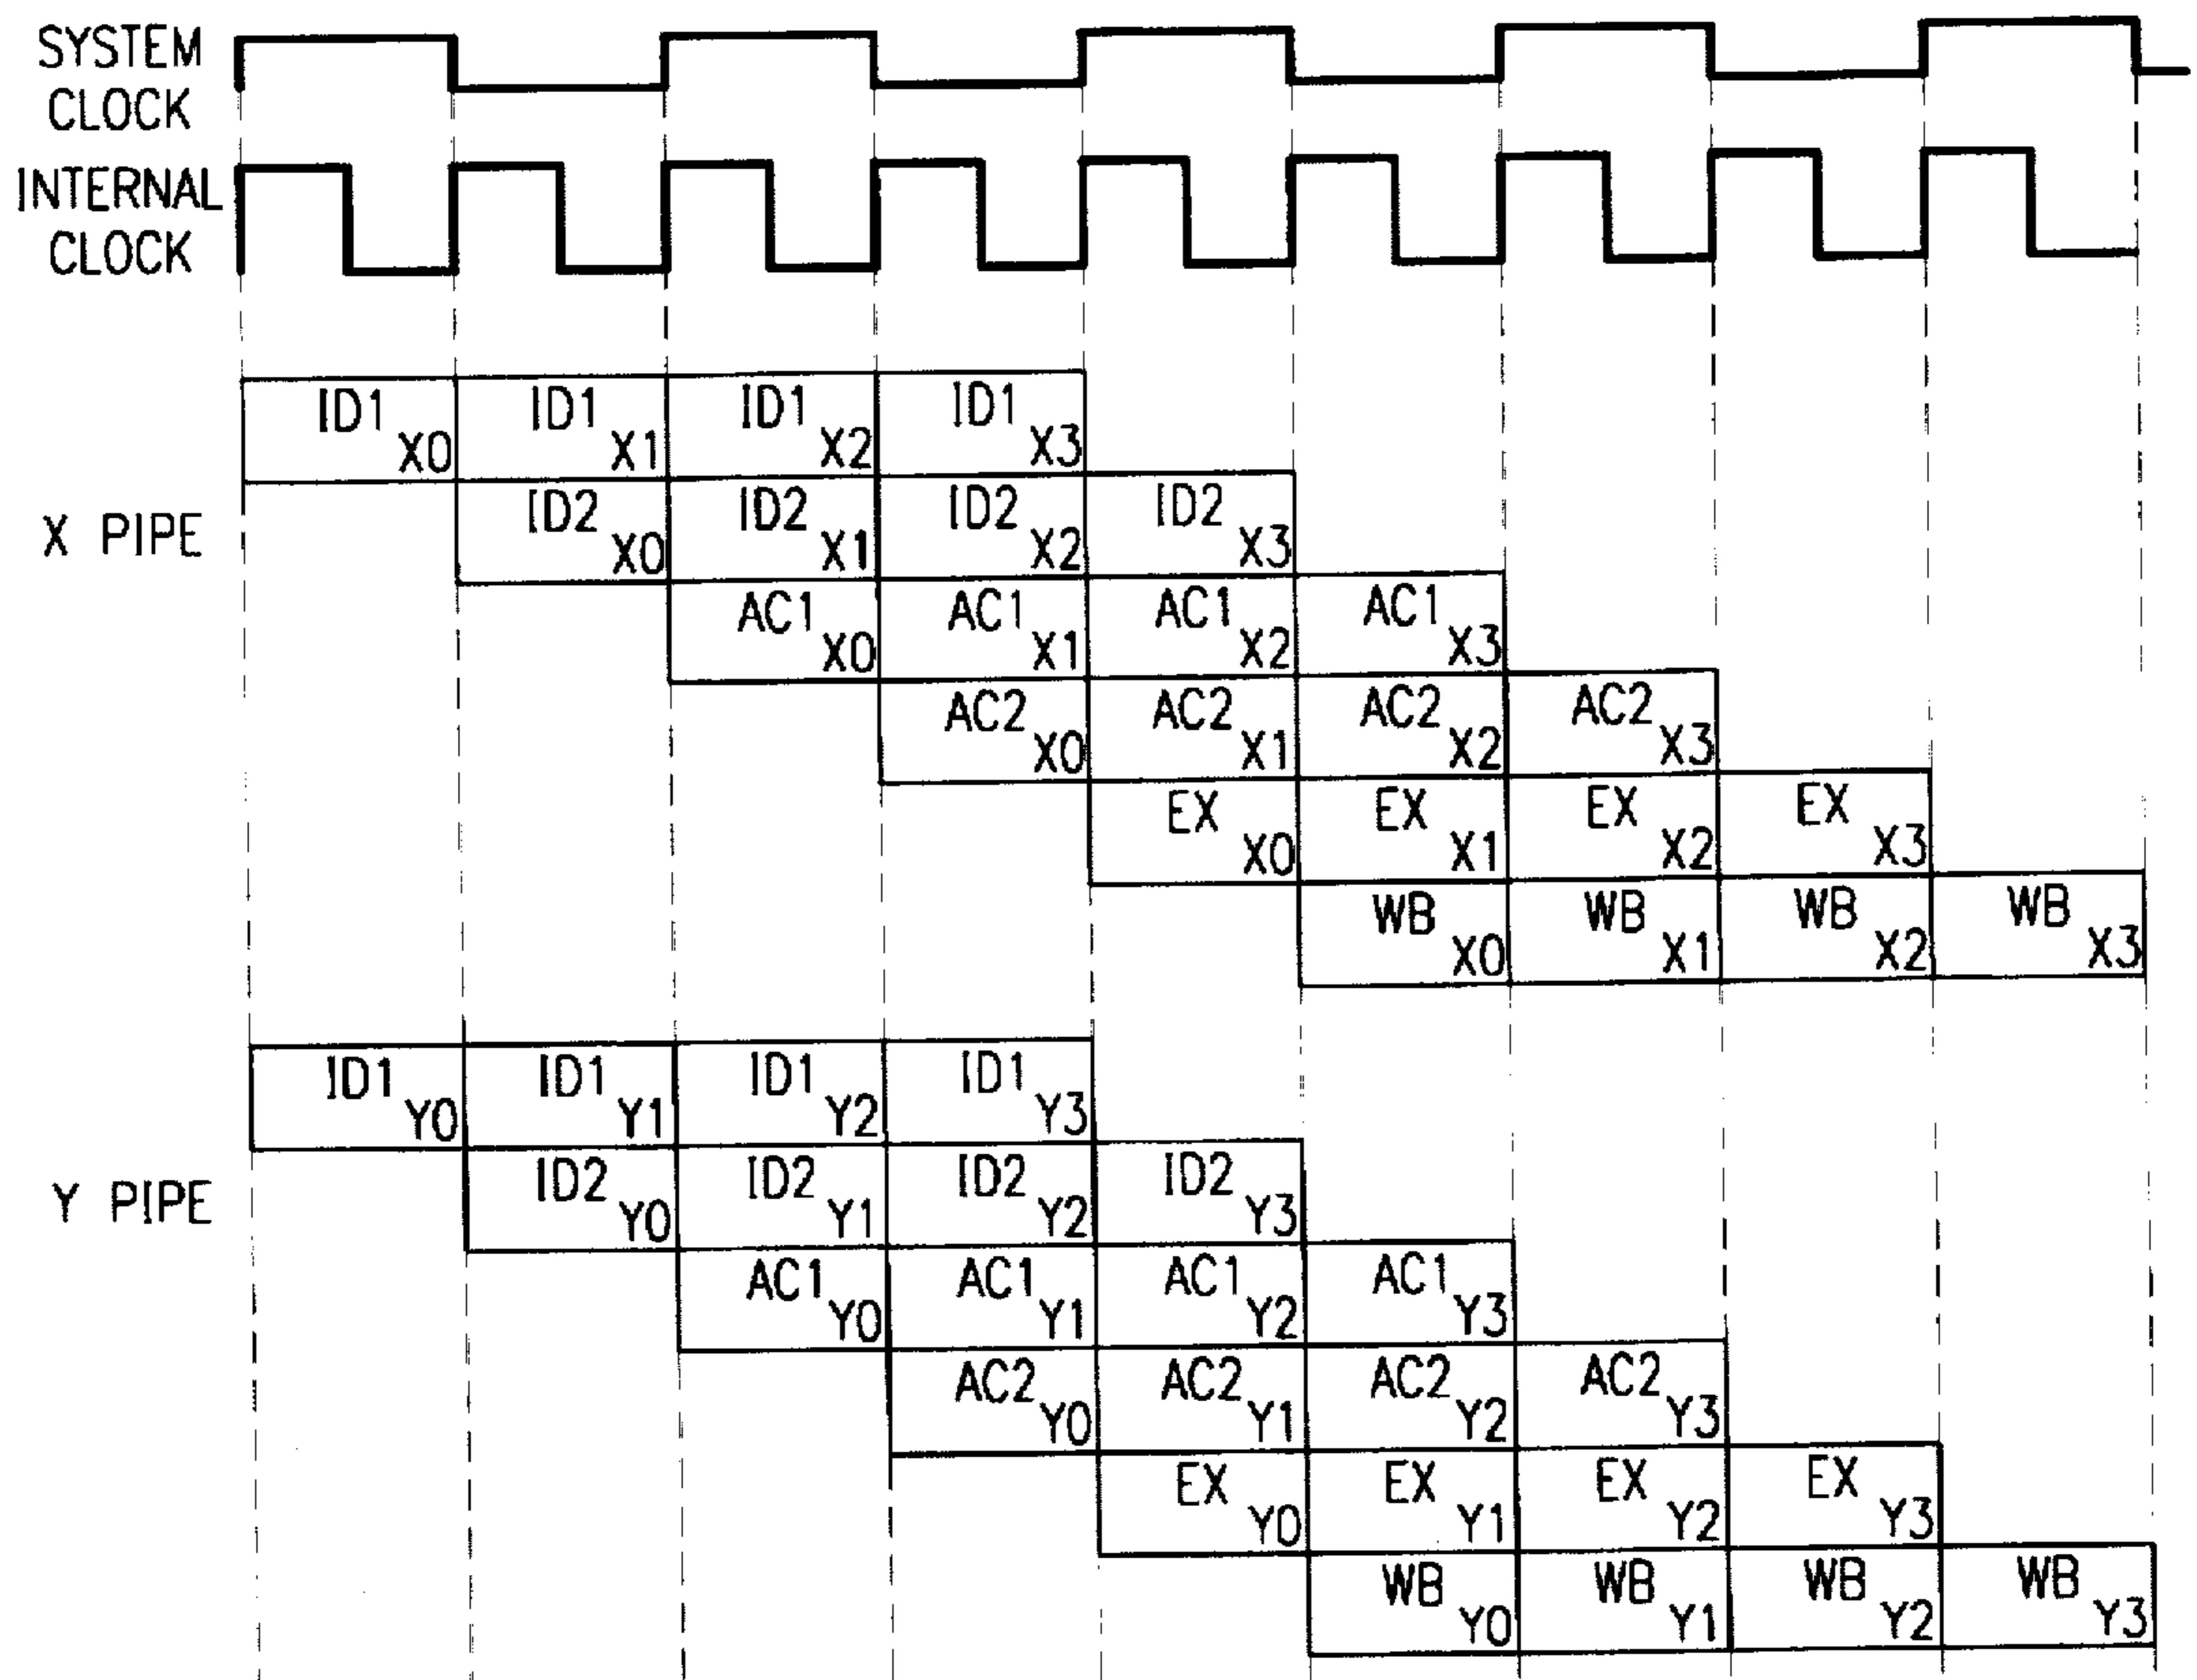 SYSTEM
CLOCK
INTERNAL
CLOCK
ID1 X0 ID1 X1 ID1 X2 ID1 X3
X PIPE
ID2 X0 ID2 X1 ID2 X2 ID2 X3
AC1 X0 AC1 X1 AC1 X2 AC1 X3
AC2 X0 AC2 X1 AC2 X2 AC2 X3
EX X0 EX X1 EX X2 EX X3
WB X0 WB X1 WB X2 WB X3
ID1 Y0 ID1 Y1 ID1 Y2 ID1 Y3
Y PIPE
ID2 Y0 ID2 Y1 ID2 Y2 ID2 Y3
AC1 Y0 AC1 Y1 AC1 Y2 AC1 Y3
AC2 Y0 AC2 Y1 AC2 Y2 AC2 Y3
EX Y0 EX Y1 EX Y2 EX Y3
WB Y0 WB Y1 WB Y2 WB Y3